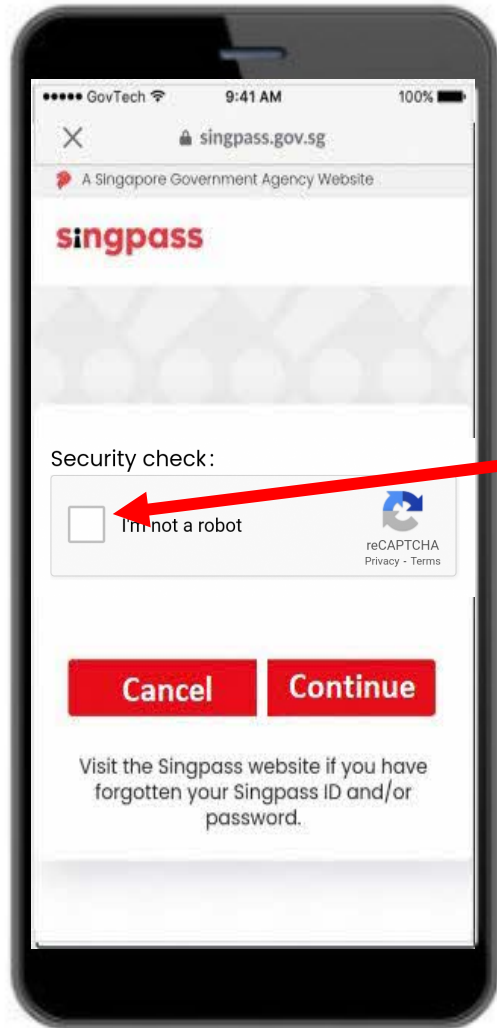 GovTech 9:41 AM 100%
singpass.gov.sg
A Singapore Government Agency Website
singpass
Security check:
I'm not a robot
reCAPTCHA
Privacy - Terms
Cancel Continue
Visit the Singpass website if you have
forgotten your Singpass ID and/or
password.